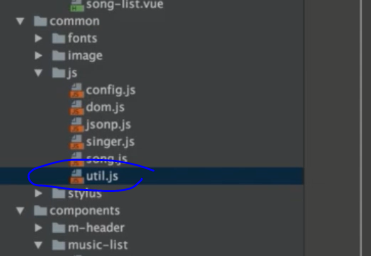 song-list.vue
common
fonts
image
js
config.js
dom.js
jsonp.js
singer.js
song.js
util.js
stylus
components
m-header
music-list